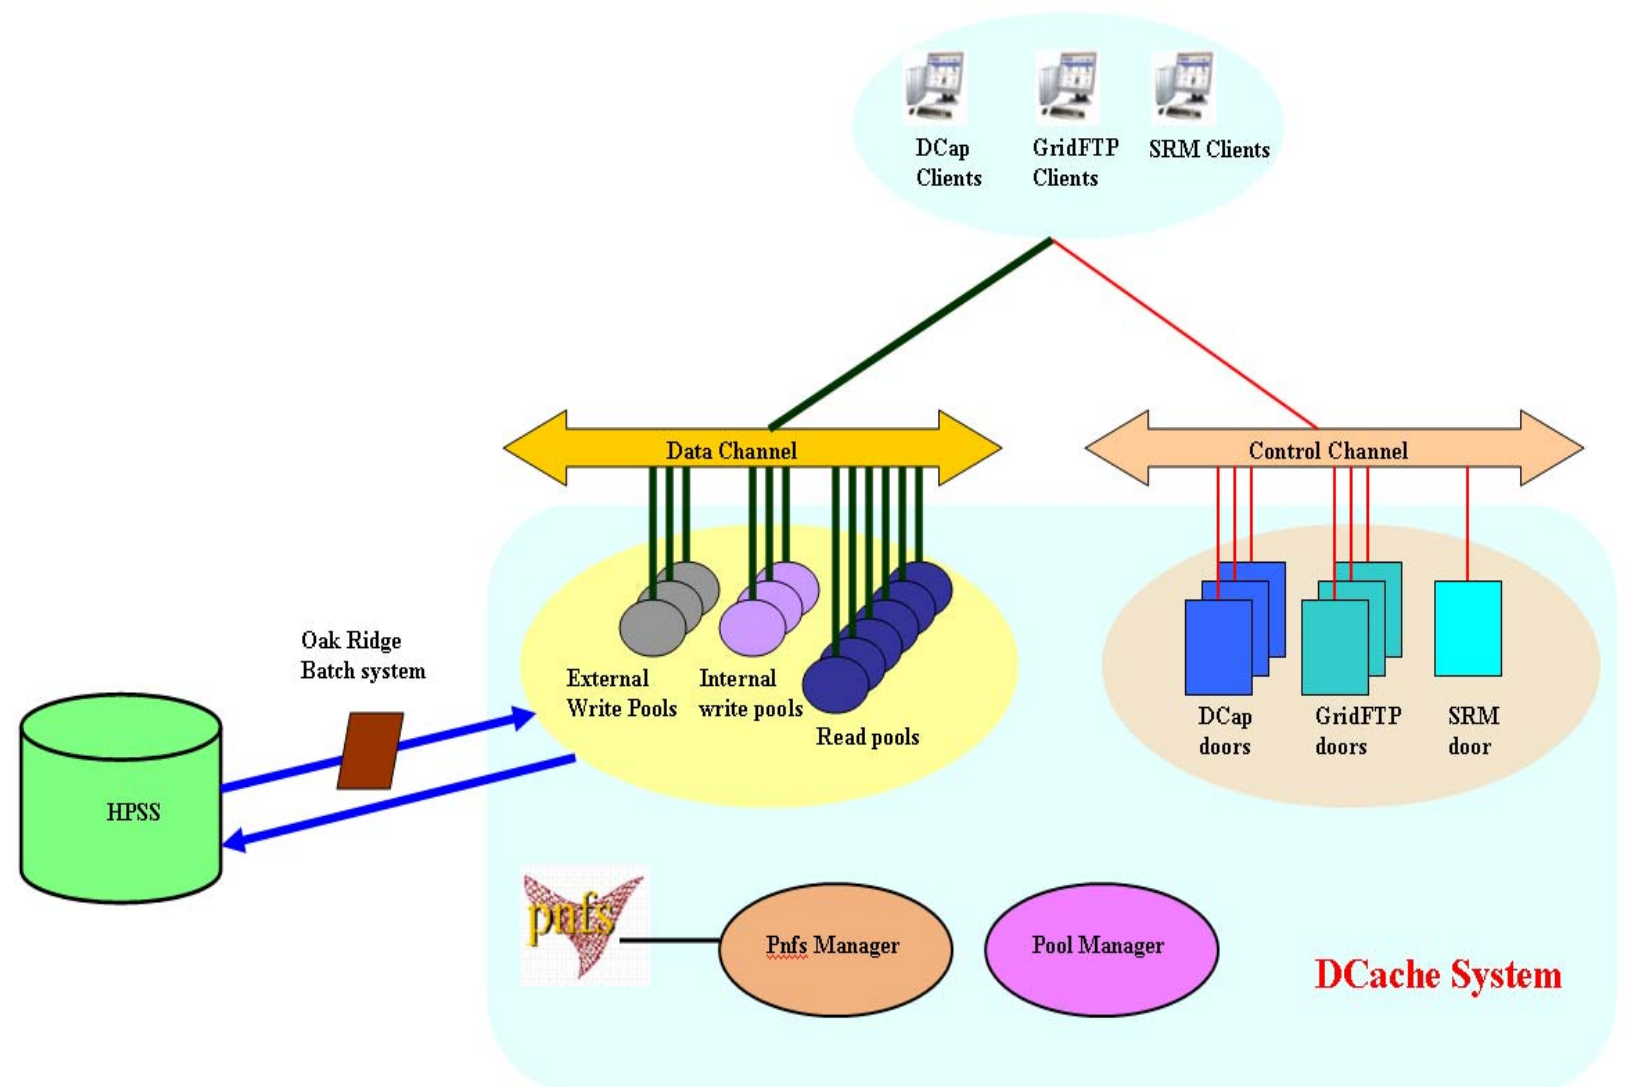 DCap
Clients
GridFTP
Clients
SRM Clients
Data Channel
Control Channel
Oak Ridge
Batch system
External
Write Pools
Internal
write pools
Read pools
DCap
doors
GridFTP
doors
SRM
door
HPSS
pnfs
Pnfs Manager
Pool Manager
DCache System